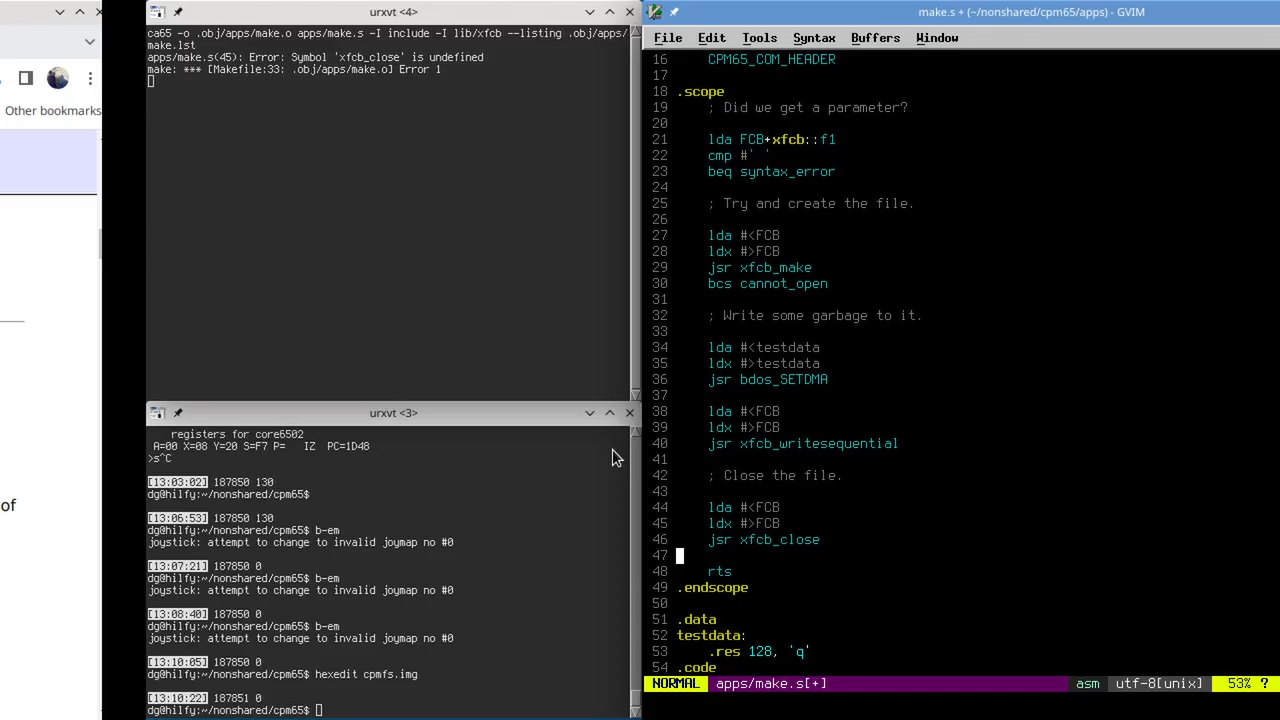 Other bookmarks
of
urxvt <4>
ca65 -o .obj/apps/make.o apps/make.s -I include -I lib/xfcb --listing .obj/apps/
make.lst
apps/make.s(45): Error: Symbol 'xfcb_close' is undefined
make: *** [Makefile:33: .obj/apps/make.o] Error 1
urxvt <3>
registers for core6502
A=00 X=08 Y=20 S=F7 P=   IZ  PC=1D48
>s^C
[13:03:02] 187850 130
dg@hilfy:~/nonshared/cpm65$
[13:06:53] 187850 130
dg@hilfy:~/nonshared/cpm65$ b-em
joystick: attempt to change to invalid joymap no #0
[13:07:21] 187850 0
dg@hilfy:~/nonshared/cpm65$ b-em
joystick: attempt to change to invalid joymap no #0
[13:08:40] 187850 0
dg@hilfy:~/nonshared/cpm65$ b-em
joystick: attempt to change to invalid joymap no #0
[13:10:05] 187850 0
dg@hilfy:~/nonshared/cpm65$ hexedit cpmfs.img
[13:10:22] 187851 0
dg@hilfy:~/nonshared/cpm65$
make.s + (~/nonshared/cpm65/apps) - GVIM
File Edit Tools Syntax Buffers Window
16 CPM65_COM_HEADER
17
18 .scope
19 ; Did we get a parameter?
20
21 lda FCB+xfcb::f1
22 cmp #' '
23 beq syntax_error
24
25 ; Try and create the file.
26
27 lda #<FCB
28 ldx #>FCB
29 jsr xfcb_make
30 bcs cannot_open
31
32 ; Write some garbage to it.
33
34 lda #<testdata
35 ldx #>testdata
36 jsr bdos_SETDMA
37
38 lda #<FCB
39 ldx #>FCB
40 jsr xfcb_writesequential
41
42 ; Close the file.
43
44 lda #<FCB
45 ldx #>FCB
46 jsr xfcb_close
47
48 rts
49 .endscope
50
51 .data
52 testdata:
53 .res 128, 'q'
54 .code
NORMAL apps/make.s[+] asm utf-8[unix] 53% ?